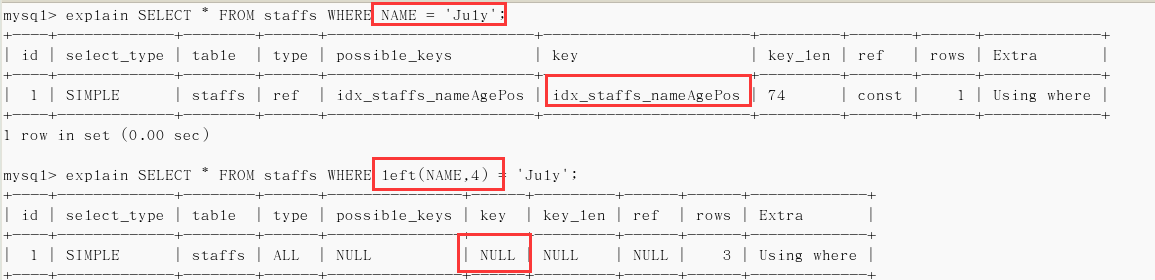 mysql> explain SELECT * FROM staffs WHERE NAME = 'July';
+----+-------------+--------+------+-----------------------+-----------------------+---------+-------+------+-------------+
| id | select_type | table | type | possible_keys | key | key_len | ref | rows | Extra |
+----+-------------+--------+------+-----------------------+-----------------------+---------+-------+------+-------------+
| 1 | SIMPLE | staffs | ref | idx_staffs_nameAgePos | idx_staffs_nameAgePos | 74 | const | 1 | Using where |
+----+-------------+--------+------+-----------------------+-----------------------+---------+-------+------+-------------+
1 row in set (0.00 sec)
mysql> explain SELECT * FROM staffs WHERE left(NAME,4) = 'July';
+----+-------------+--------+------+---------------+------+---------+------+------+-------------+
| id | select_type | table | type | possible_keys | key | key_len | ref | rows | Extra |
+----+-------------+--------+------+---------------+------+---------+------+------+-------------+
| 1 | SIMPLE | staffs | ALL | NULL | NULL | NULL | NULL | 3 | Using where |
+----+-------------+--------+------+---------------+------+---------+------+------+-------------+